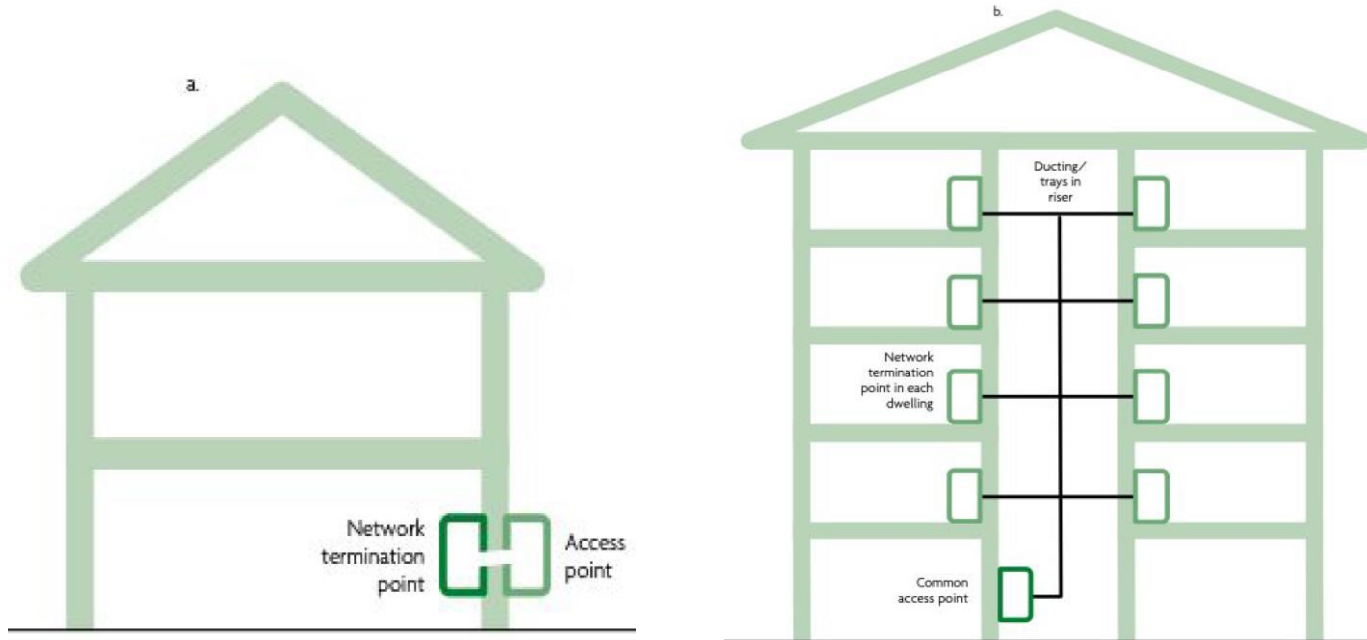 a.
Network
termination
point
Access
point
b.
Ducting/
trays in
riser
Network
termination
point in each
dwelling
Common
access point